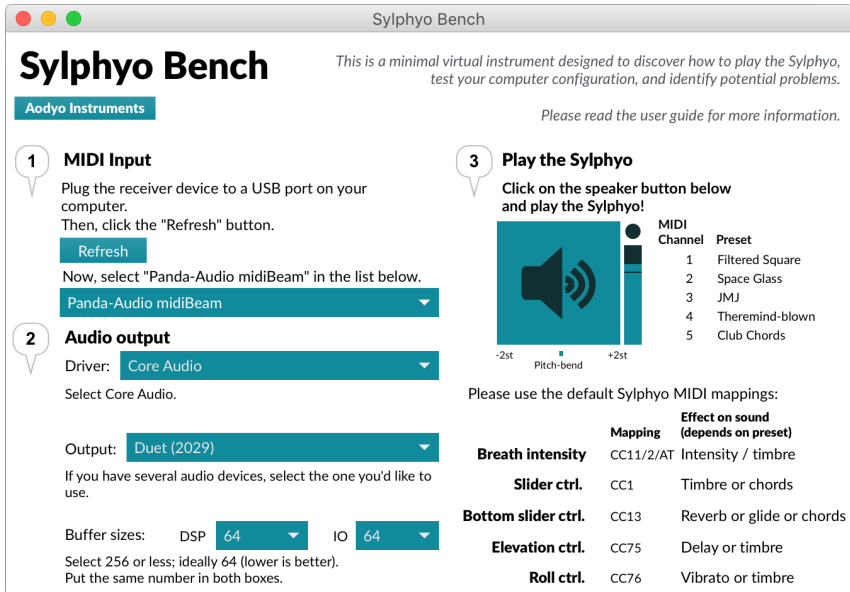 Sylphyo Bench
Sylphyo Bench
This is a minimal virtual instrument designed to discover how to play the Sylphyo,
test your computer configuration, and identify potential problems.
Aodyo Instruments
Please read the user guide for more information.
1 MIDI Input
Plug the receiver device to a USB port on your
computer.
Then, click the "Refresh" button.
Refresh
Now, select "Panda-Audio midiBeam" in the list below.
Panda-Audio midiBeam
2 Audio output
Driver: Core Audio
Select Core Audio.
Output: Duet (2029)
If you have several audio devices, select the one you'd like to
use.
Buffer sizes: DSP 64 IO 64
Select 256 or less; ideally 64 (lower is better).
Put the same number in both boxes.
3 Play the Sylphyo
Click on the speaker button below
and play the Sylphyo!
MIDI
Channel Preset
1 Filtered Square
2 Space Glass
3 JMJ
4 Theremind-blown
5 Club Chords
-2st +2st
Pitch-bend
Please use the default Sylphyo MIDI mappings:
Effect on sound
Mapping (depends on preset)
Breath intensity CC11/2/AT Intensity / timbre
Slider ctrl. CC1 Timbre or chords
Bottom slider ctrl. CC13 Reverb or glide or chords
Elevation ctrl. CC75 Delay or timbre
Roll ctrl. CC76 Vibrato or timbre